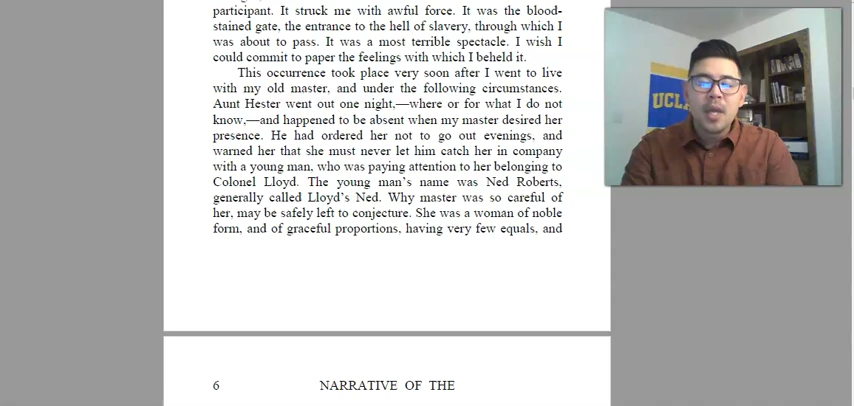 participant. It struck me with awful force. It was the blood-
stained gate, the entrance to the hell of slavery, through which I
was about to pass. It was a most terrible spectacle. I wish I
could commit to paper the feelings with which I beheld it.
This occurrence took place very soon after I went to live
with my old master, and under the following circumstances.
Aunt Hester went out one night,—where or for what I do not
know,—and happened to be absent when my master desired her
presence. He had ordered her not to go out evenings, and
warned her that she must never let him catch her in company
with a young man, who was paying attention to her belonging to
Colonel Lloyd. The young man's name was Ned Roberts,
generally called Lloyd's Ned. Why master was so careful of
her, may be safely left to conjecture. She was a woman of noble
form, and of graceful proportions, having very few equals, and
6 NARRATIVE OF THE
UCL